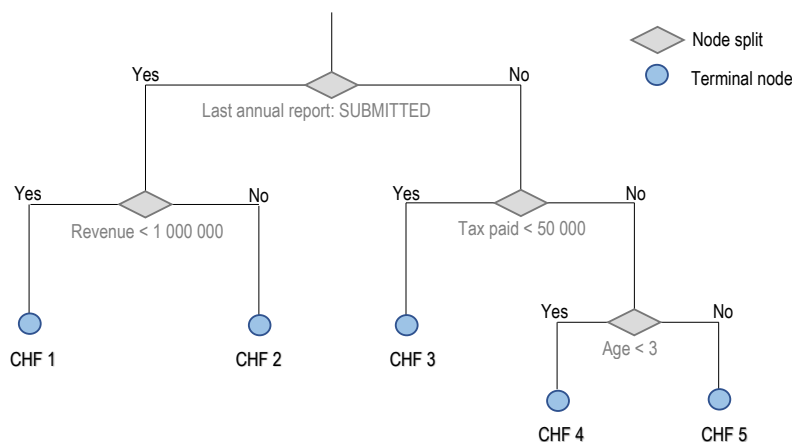 Node split
Terminal node
Yes
No
Last annual report: SUBMITTED
Yes
No
Yes
No
Revenue < 1 000 000
Tax paid < 50 000
Yes
No
Age < 3
CHF 1
CHF 2
CHF 3
CHF 4
CHF 5